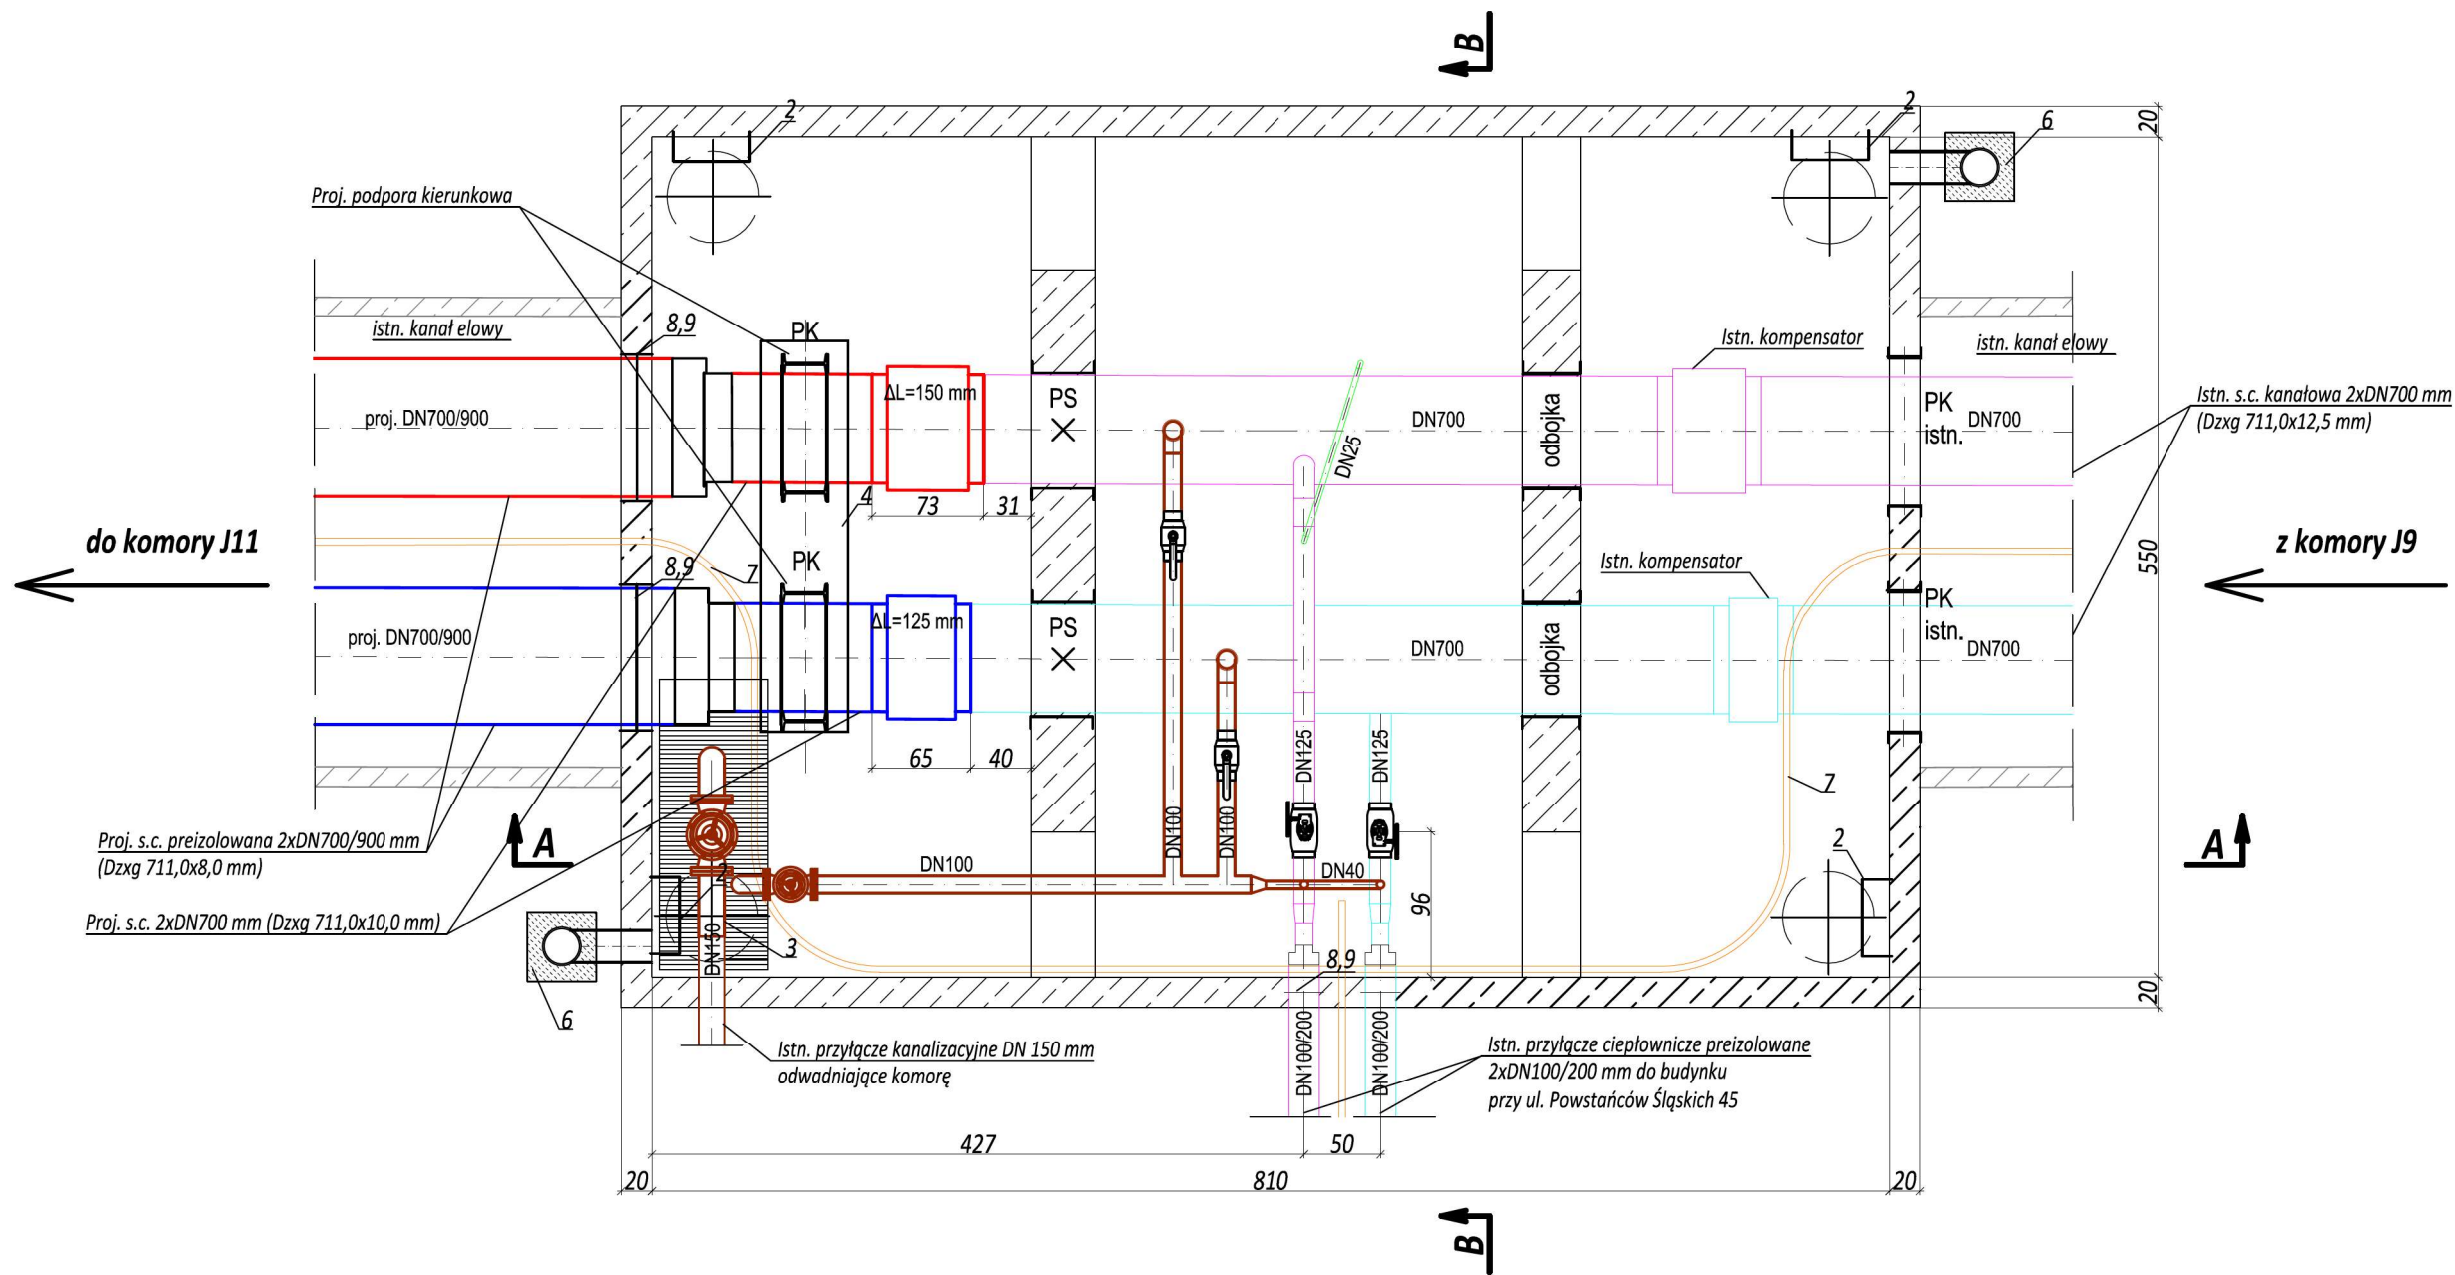 B
2
2
6
20
Proj. podpora kierunkowa
istn. kanał elowy
8,9
PK
Istn. kompensator
istn. kanał elowy
ΔL=150 mm
PS
DN700
odbojka
PK
istn.
DN700
Istn. s.c. kanałowa 2xDN700 mm
(Dzxg 711,0x12,5 mm)
proj. DN700/900
DN25
4
73
31
do komory J11
z komory J9
550
8,9
7
PK
Istn. kompensator
ΔL=125 mm
PS
DN700
odbojka
PK
istn.
DN700
proj. DN700/900
65
40
DN125
DN125
7
Proj. s.c. preizolowana 2xDN700/900 mm
(Dzxg 711,0x8,0 mm)
A
DN100
DN100
DN100
DN40
2
A
2
96
Proj. s.c. 2xDN700 mm (Dzxg 711,0x10,0 mm)
DN150
3
8,9
20
6
DN100/200
DN100/200
Istn. przyłącze kanalizacyjne DN 150 mm
odwadniające komorę
Istn. przyłącze ciepłownicze preizolowane
2xDN100/200 mm do budynku
przy ul. Powstańców Śląskich 45
427
50
20
810
20
B